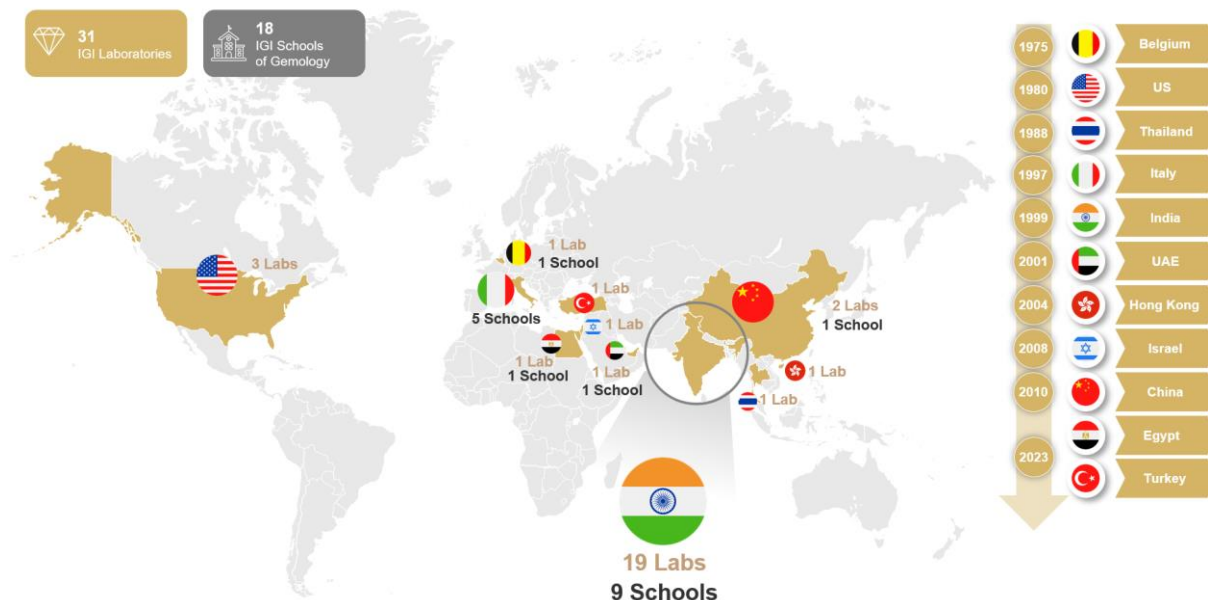 31
IGI Laboratories
18
IGI Schools
of Gemology
3 Labs
1 Lab
1 School
5 Schools
1 Lab
1 Lab
1 Lab
1 School
1 Lab
1 School
2 Labs
1 School
1 Lab
1 Lab
19 Labs
9 Schools
1975 Belgium
1980 US
1988 Thailand
1997 Italy
1999 India
2001 UAE
2004 Hong Kong
2008 Israel
2010 China
2023 Egypt
Turkey